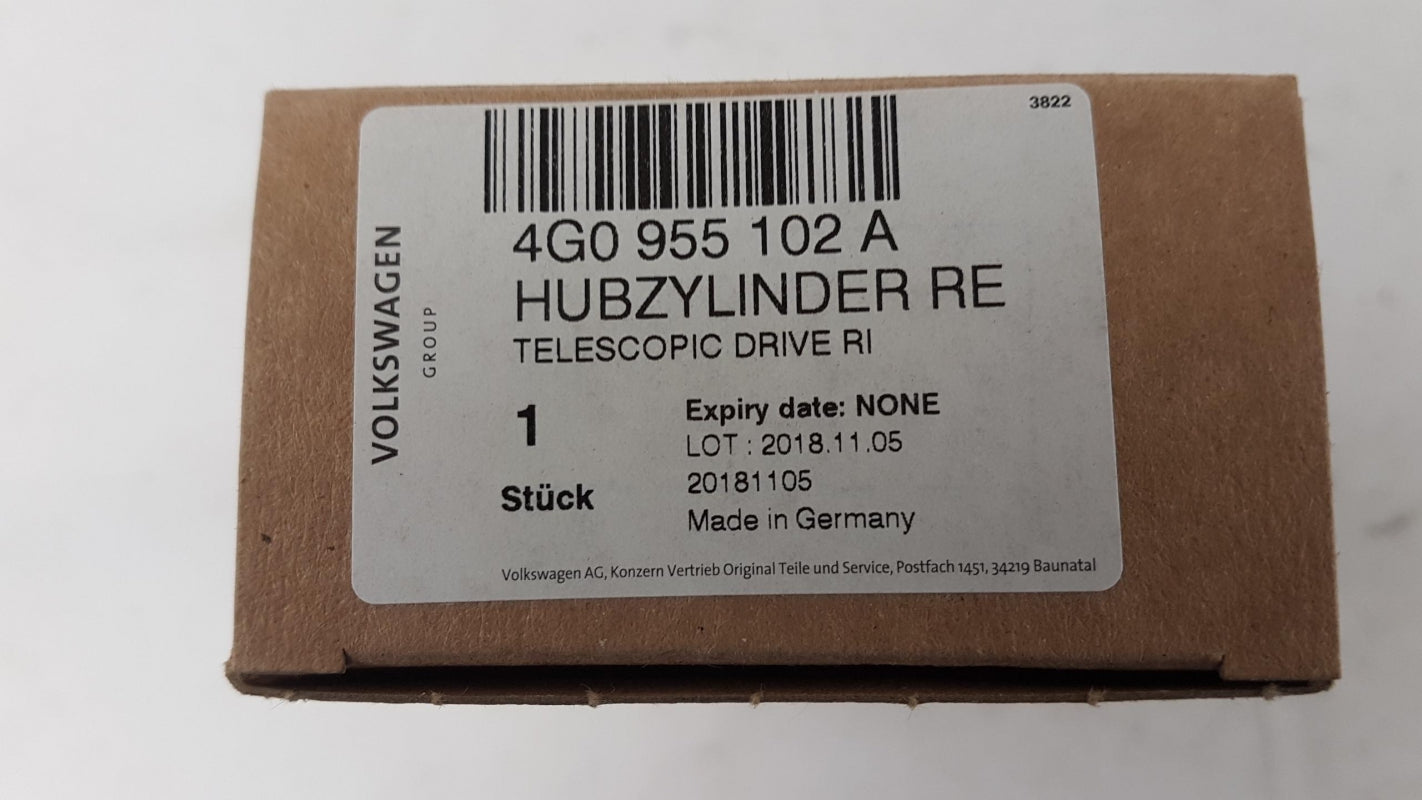 3822
VOLKSWAGEN
GROUP
4G0 955 102 A
HUBZYLINDER RE
TELESCOPIC DRIVE RI
1
Stück
Expiry date: NONE
LOT : 2018.11.05
20181105
Made in Germany
Volkswagen AG, Konzern Vertrieb Original Teile und Service, Postfach 1451, 34219 Baunatal